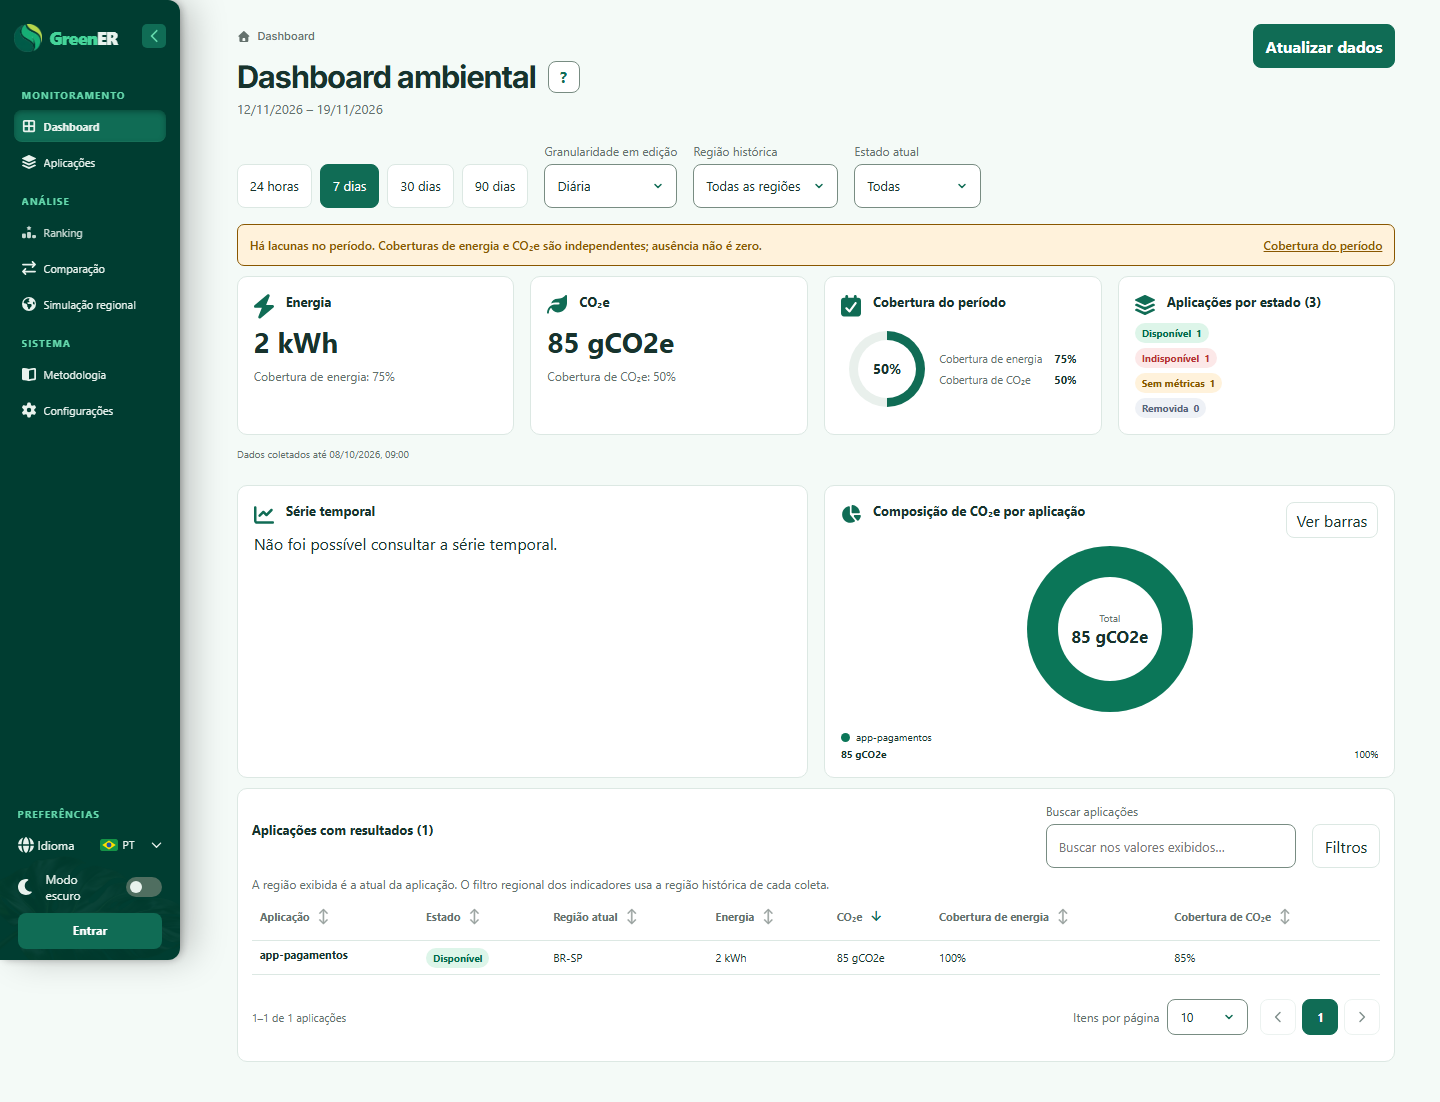 GreenER
MONITORAMENTO
Dashboard
Aplicações
ANÁLISE
Ranking
Comparação
Simulação regional
SISTEMA
Metodologia
Configurações
PREFERÊNCIAS
Idioma PT
Modo escuro
Entrar
Dashboard
Dashboard ambiental ?
12/11/2026 – 19/11/2026
Atualizar dados
24 horas 7 dias 30 dias 90 dias
Granularidade em edição
Diária
Região histórica
Todas as regiões
Estado atual
Todas
Há lacunas no período. Coberturas de energia e CO₂e são independentes; ausência não é zero. Cobertura do período
Energia
2 kWh
Cobertura de energia: 75%
CO₂e
85 gCO2e
Cobertura de CO₂e: 50%
Cobertura do período
50%
Cobertura de energia 75%
Cobertura de CO₂e 50%
Aplicações por estado (3)
Disponível 1
Indisponível 1
Sem métricas 1
Removida 0
Dados coletados até 08/10/2026, 09:00
Série temporal
Não foi possível consultar a série temporal.
Composição de CO₂e por aplicação
Ver barras
Total
85 gCO2e
app-pagamentos
85 gCO2e 100%
Aplicações com resultados (1)
Buscar aplicações
Buscar nos valores exibidos...
Filtros
A região exibida é a atual da aplicação. O filtro regional dos indicadores usa a região histórica de cada coleta.
Aplicação Estado Região atual Energia CO₂e Cobertura de energia Cobertura de CO₂e
app-pagamentos Disponível BR-SP 2 kWh 85 gCO2e 100% 85%
1–1 de 1 aplicações
Itens por página 10 1